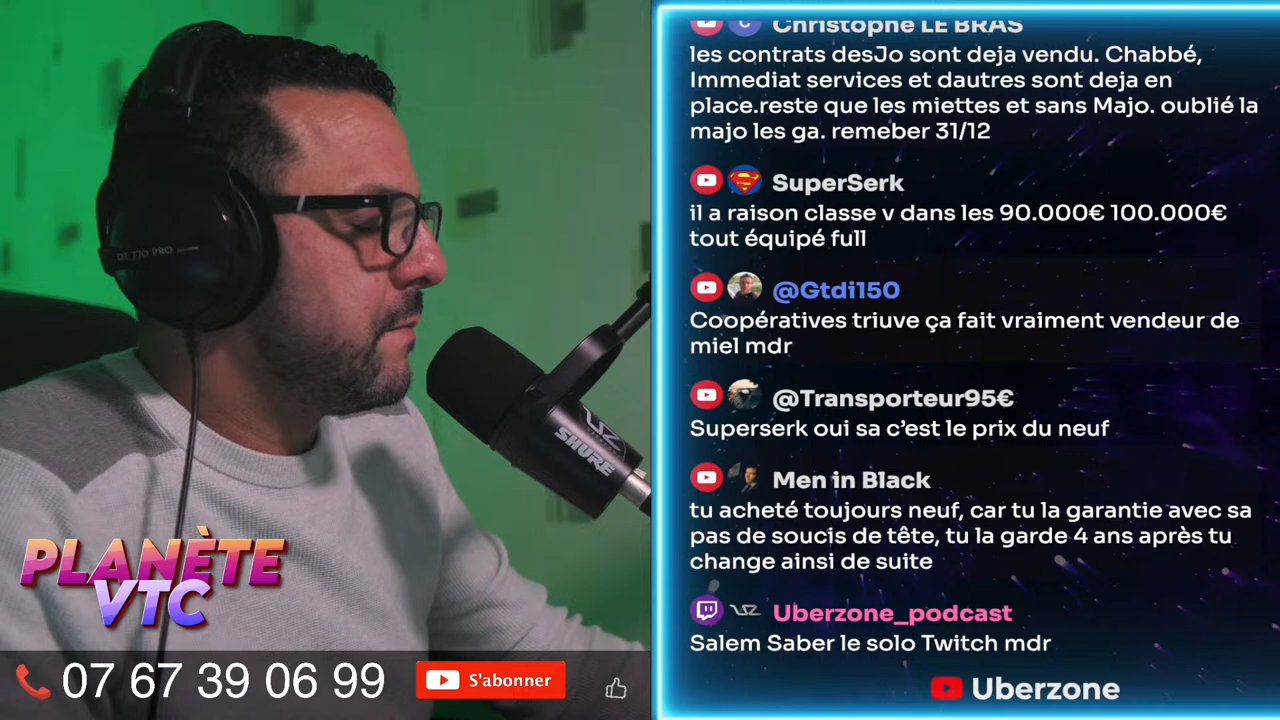 Christophe LE BRAS
les contrats desJo sont deja vendu. Chabbé,
Immediat services et dautres sont deja en
place.reste que les miettes et sans Majo. oublié la
majo les ga. remeber 31/12
SuperSerk
il a raison classe v dans les 90.000€ 100.000€
tout équipé full
@Gtdi150
Coopératives triuve ça fait vraiment vendeur de
miel mdr
@Transporteur95€
Superserk oui sa c’est le prix du neuf
Men in Black
tu acheté toujours neuf, car tu la garantie avec sa
pas de soucis de tête, tu la garde 4 ans après tu
change ainsi de suite
Uberzone_podcast
Salem Saber le solo Twitch mdr
Uberzone
DT 770 PRO
SHURE
PLANÈTE
VTC
07 67 39 06 99
S'abonner